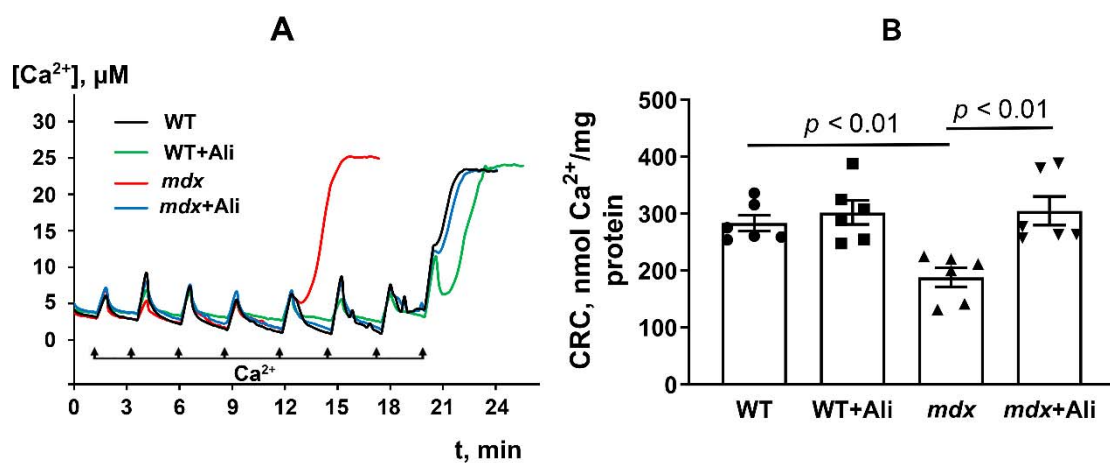 A
[Ca²⁺], µM
30
25
20
15
10
5
0
WT
WT+Ali
mdx
mdx+Ali
Ca²⁺
0 3 6 9 12 15 18 21 24
t, min
B
CRC, nmol Ca²⁺/mg
protein
500
400
300
200
100
0
p < 0.01
p < 0.01
WT WT+Ali mdx mdx+Ali